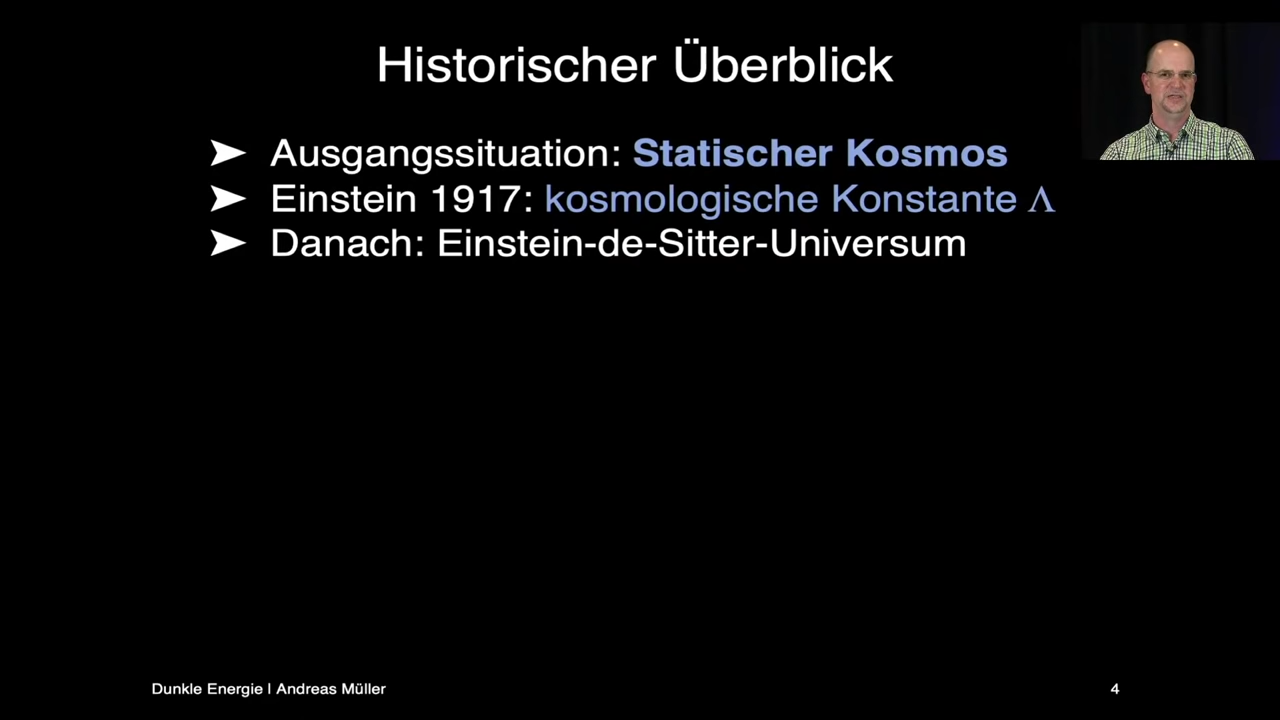 Historischer Überblick
➤ Ausgangssituation: Statischer Kosmos
➤ Einstein 1917: kosmologische Konstante Λ
➤ Danach: Einstein-de-Sitter-Universum
Dunkle Energie | Andreas Müller
4